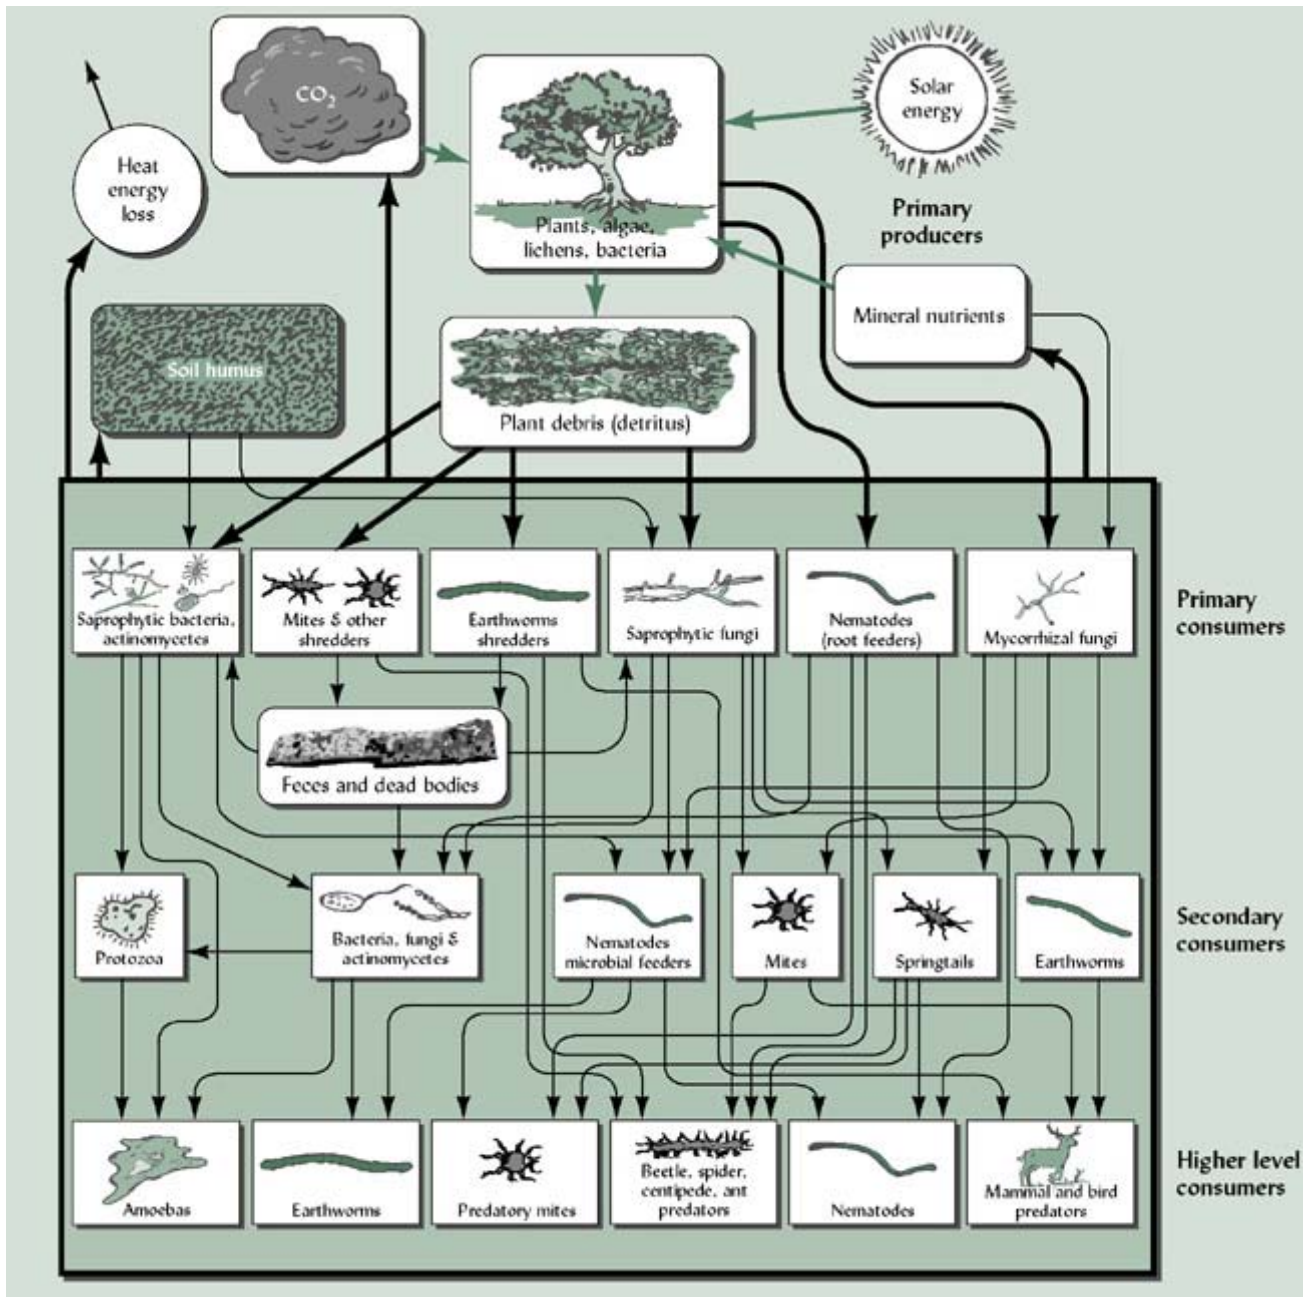 CO₂
Solar
energy
Heat
energy
loss
Plants, algae,
lichens, bacteria
Primary
producers
Mineral nutrients
Soil humus
Plant debris (detritus)
Saprophytic bacteria,
actinomycetes
Mites & other
shredders
Earthworms
shredders
Saprophytic fungi
Nematodes
(root feeders)
Mycorrhizal fungi
Primary
consumers
Feces and dead bodies
Protozoa
Bacteria, fungi &
actinomycetes
Nematodes
microbial feeders
Mites
Springtails
Earthworms
Secondary
consumers
Amoebas
Earthworms
Predatory mites
Beetle, spider,
centipede, ant
predators
Nematodes
Mammal and bird
predators
Higher level
consumers